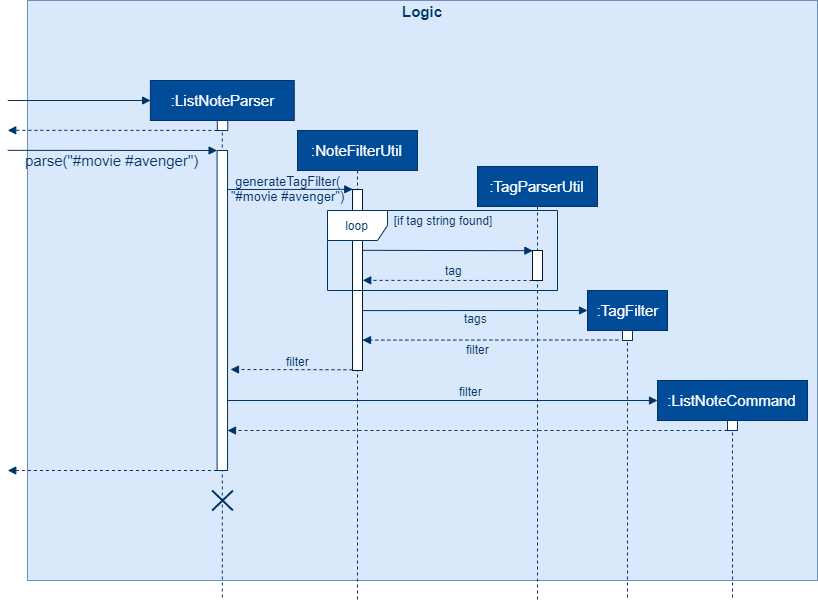 Logic
:ListNoteParser
parse("#movie #avenger")
:NoteFilterUtil
generateTagFilter(
"#movie #avenger")
:TagParserUtil
loop
[if tag string found]
tag
:TagFilter
tags
filter
filter
filter
:ListNoteCommand